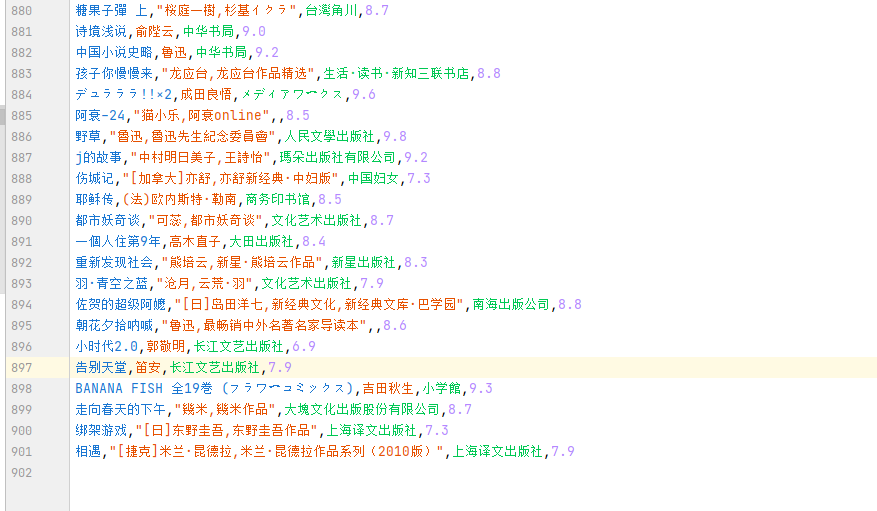 880 糖果子彈 上,"桜庭一樹,杉基イクラ",台灣角川,8.7
881 诗境浅说,俞陛云,中华书局,9.0
882 中国小说史略,鲁迅,中华书局,9.2
883 孩子你慢慢来,"龙应台,龙应台作品精选",生活·读书·新知三联书店,8.8
884 デュラララ!!×2,成田良悟,メディアワークス,9.6
885 阿衰-24,"猫小乐,阿衰online",,8.5
886 野草,"魯迅,魯迅先生紀念委員會",人民文學出版社,9.8
887 j的故事,"中村明日美子,王詩怡",瑪朵出版社有限公司,9.2
888 伤城记,"[加拿大]亦舒,亦舒新经典·中妇版",中国妇女,7.3
889 耶稣传,(法)欧内斯特·勒南,商务印书馆,8.5
890 都市妖奇谈,"可蕊,都市妖奇谈",文化艺术出版社,8.7
891 一個人住第9年,高木直子,大田出版社,8.4
892 重新发现社会,"熊培云,新星·熊培云作品",新星出版社,8.3
893 羽·青空之蓝,"沧月,云荒·羽",文化艺术出版社,7.9
894 佐贺的超级阿嬷,"[日]岛田洋七,新经典文化,新经典文库·巴学园",南海出版公司,8.8
895 朝花夕拾呐喊,"鲁迅,最畅销中外名著名家导读本",,8.6
896 小时代2.0,郭敬明,长江文艺出版社,6.9
897 告别天堂,笛安,长江文艺出版社,7.9
898 BANANA FISH 全19巻 (フラワーコミックス),吉田秋生,小学館,9.3
899 走向春天的下午,"幾米,幾米作品",大塊文化出版股份有限公司,8.7
900 绑架游戏,"[日]东野圭吾,东野圭吾作品",上海译文出版社,7.3
901 相遇,"[捷克]米兰·昆德拉,米兰·昆德拉作品系列（2010版）",上海译文出版社,7.9
902